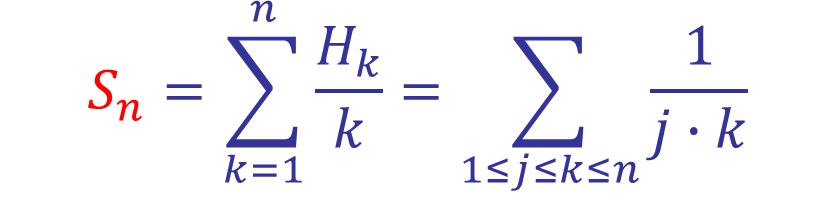 S_n = \sum_{k=1}^{n} \frac{H_k}{k} = \sum_{1 \le j \le k \le n} \frac{1}{j \cdot k}